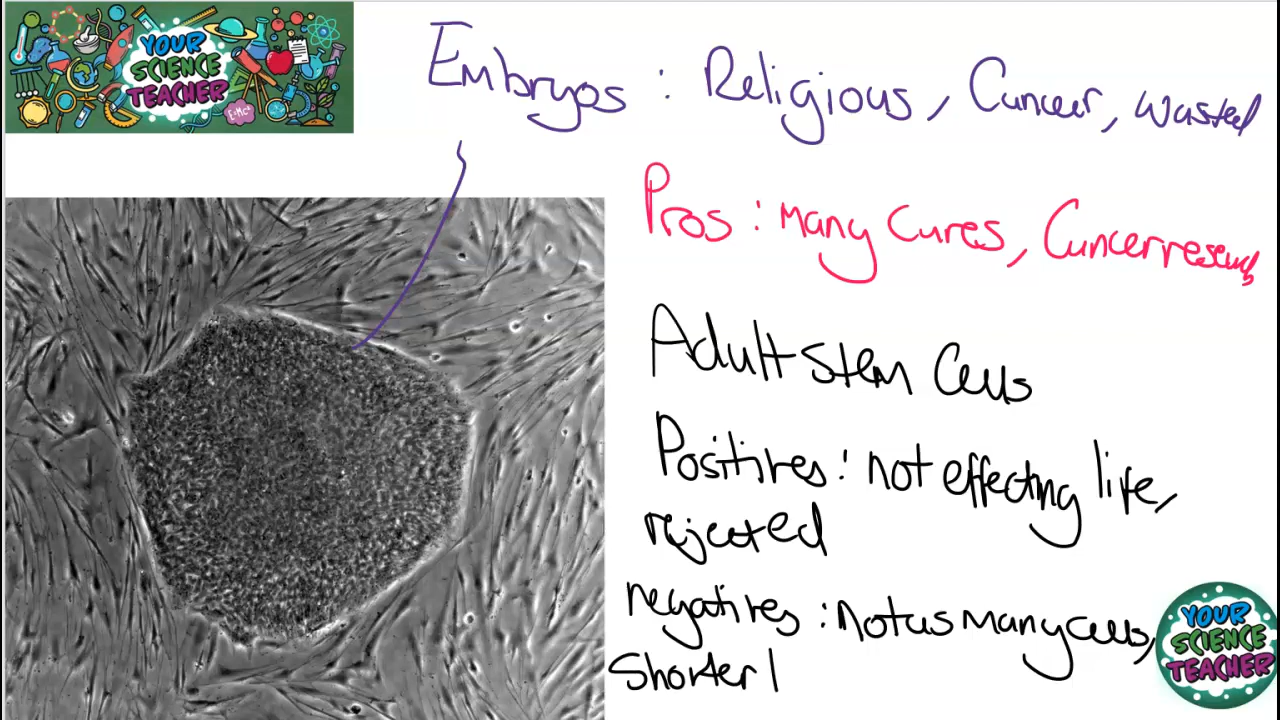 YOUR
SCIENCE
TEACHER
E=MC²
Embryos : Religious, Cancer, wasted
Pros : Many Cures, Cancer
Adult Stem Cells
Positives : not effecting life,
rejected
negatives : Not as many cells,
Shorter l
YOUR
SCIENCE
TEACHER